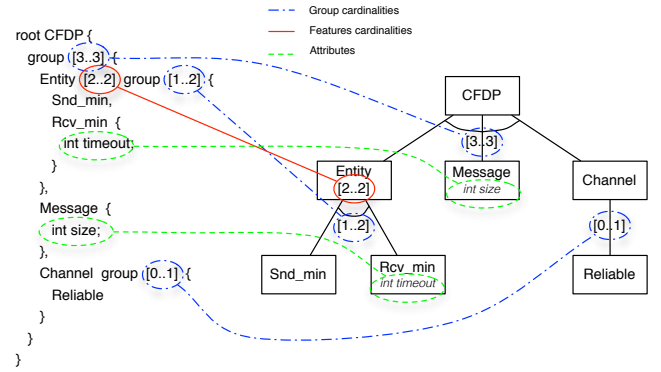 Group cardinalities
Features cardinalities
Attributes
root CFDP {
group [3..3] {
Entity [2..2] group [1..2] {
Snd_min,
Rcv_min {
int timeout;
}
},
Message {
int size;
},
Channel group [0..1] {
Reliable
}
}
}
CFDP
[3..3]
Entity
[2..2]
Message
int size
Channel
[1..2]
[0..1]
Snd_min
Rcv_min
int timeout
Reliable